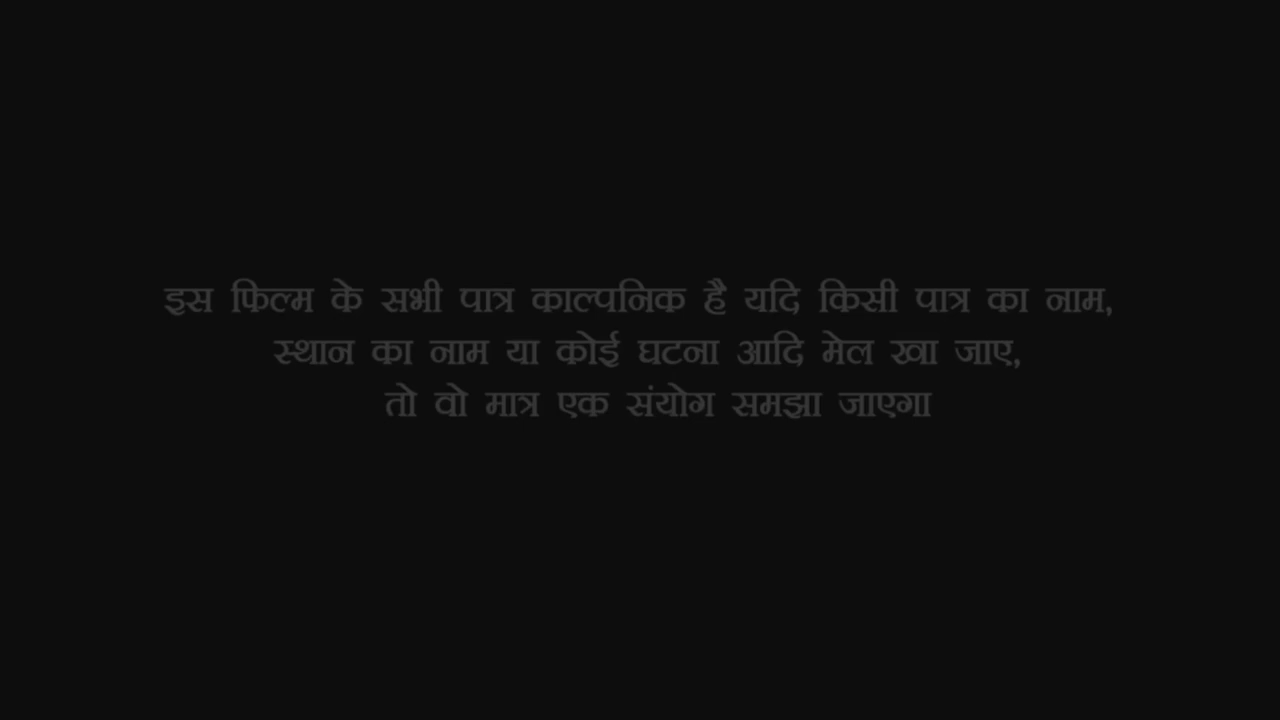 इस फिल्म के सभी पात्र काल्पनिक है यदि किसी पात्र का नाम,
स्थान का नाम या कोई घटना आदि मेल खा जाए,
तो वो मात्र एक संयोग समझा जाएगा